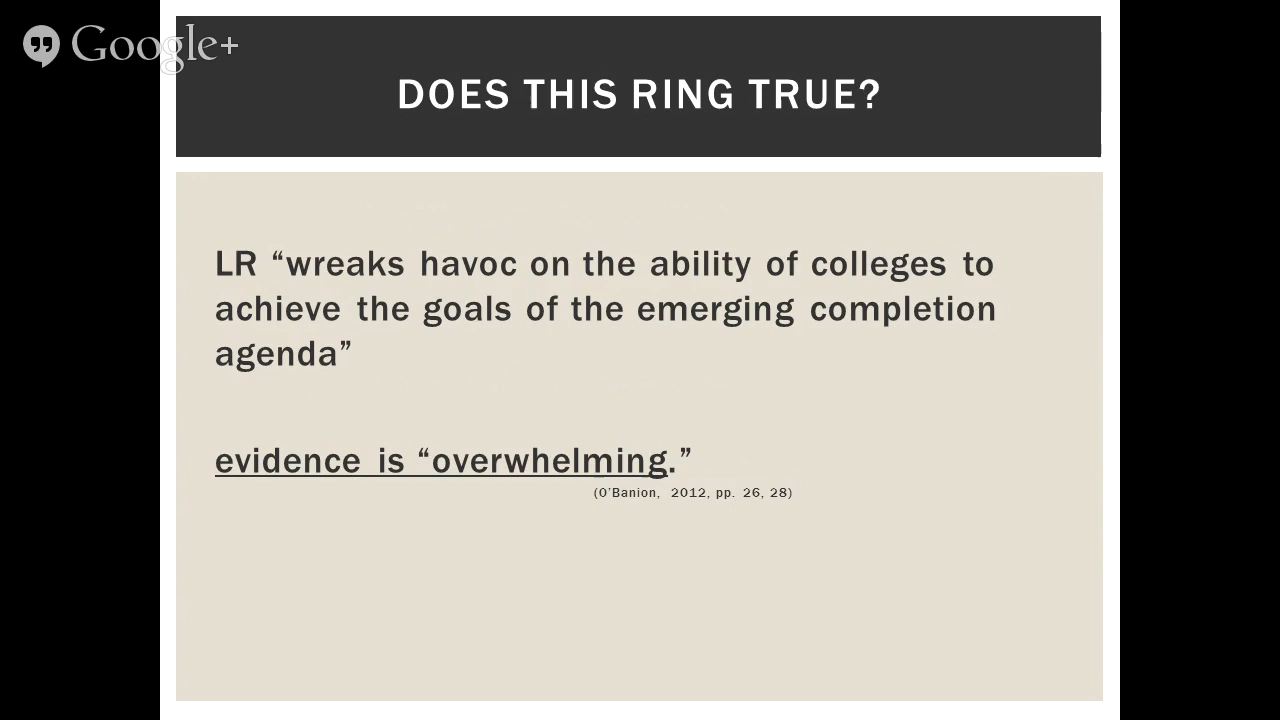 Google+
DOES THIS RING TRUE?
LR “wreaks havoc on the ability of colleges to
achieve the goals of the emerging completion
agenda”
evidence is “overwhelming.”
(O’Banion, 2012, pp. 26, 28)